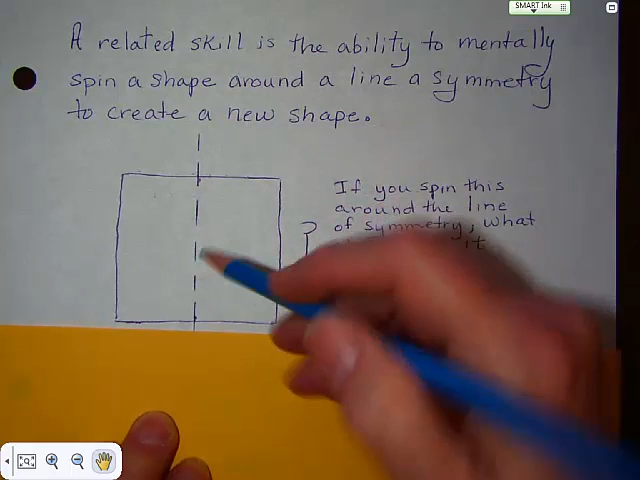 SMART Ink
A related skill is the ability to mentally
spin a shape around a line a symmetry
to create a new shape.
If you spin this
around the line
of symmetry, what
it
?